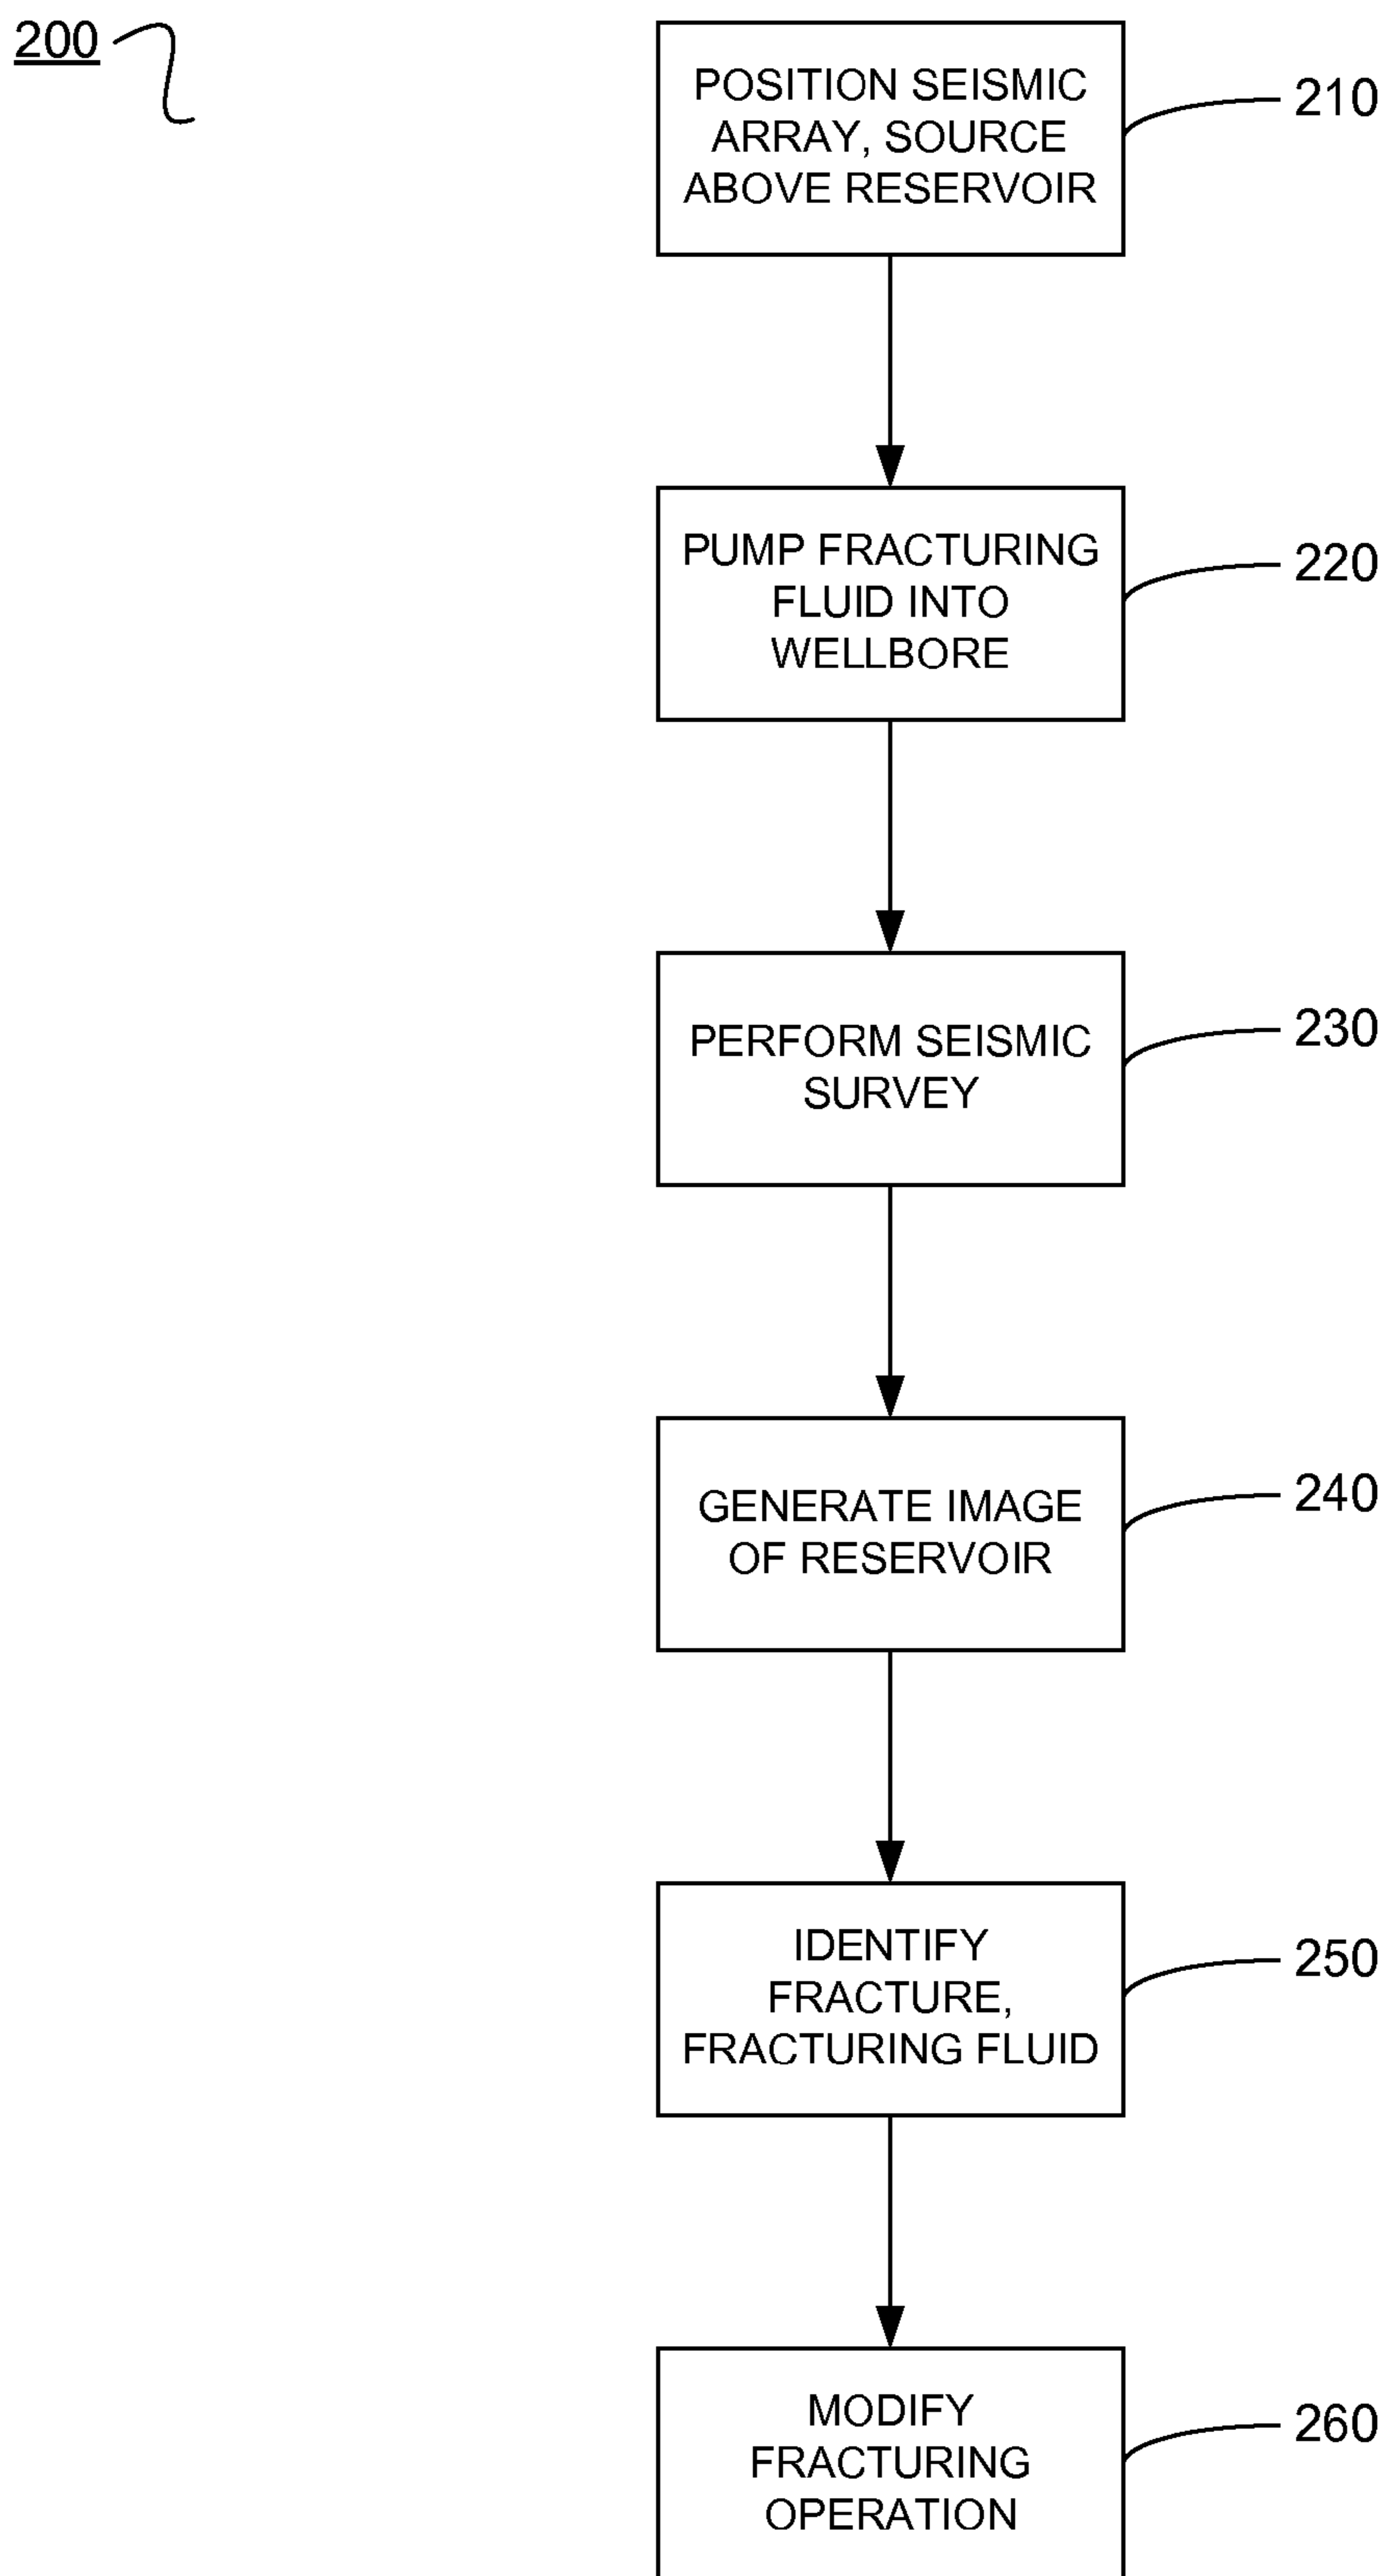 200
POSITION SEISMIC
ARRAY, SOURCE
ABOVE RESERVOIR
210
PUMP FRACTURING
FLUID INTO
WELLBORE
220
PERFORM SEISMIC
SURVEY
230
GENERATE IMAGE
OF RESERVOIR
240
IDENTIFY
FRACTURE,
FRACTURING FLUID
250
MODIFY
FRACTURING
OPERATION
260